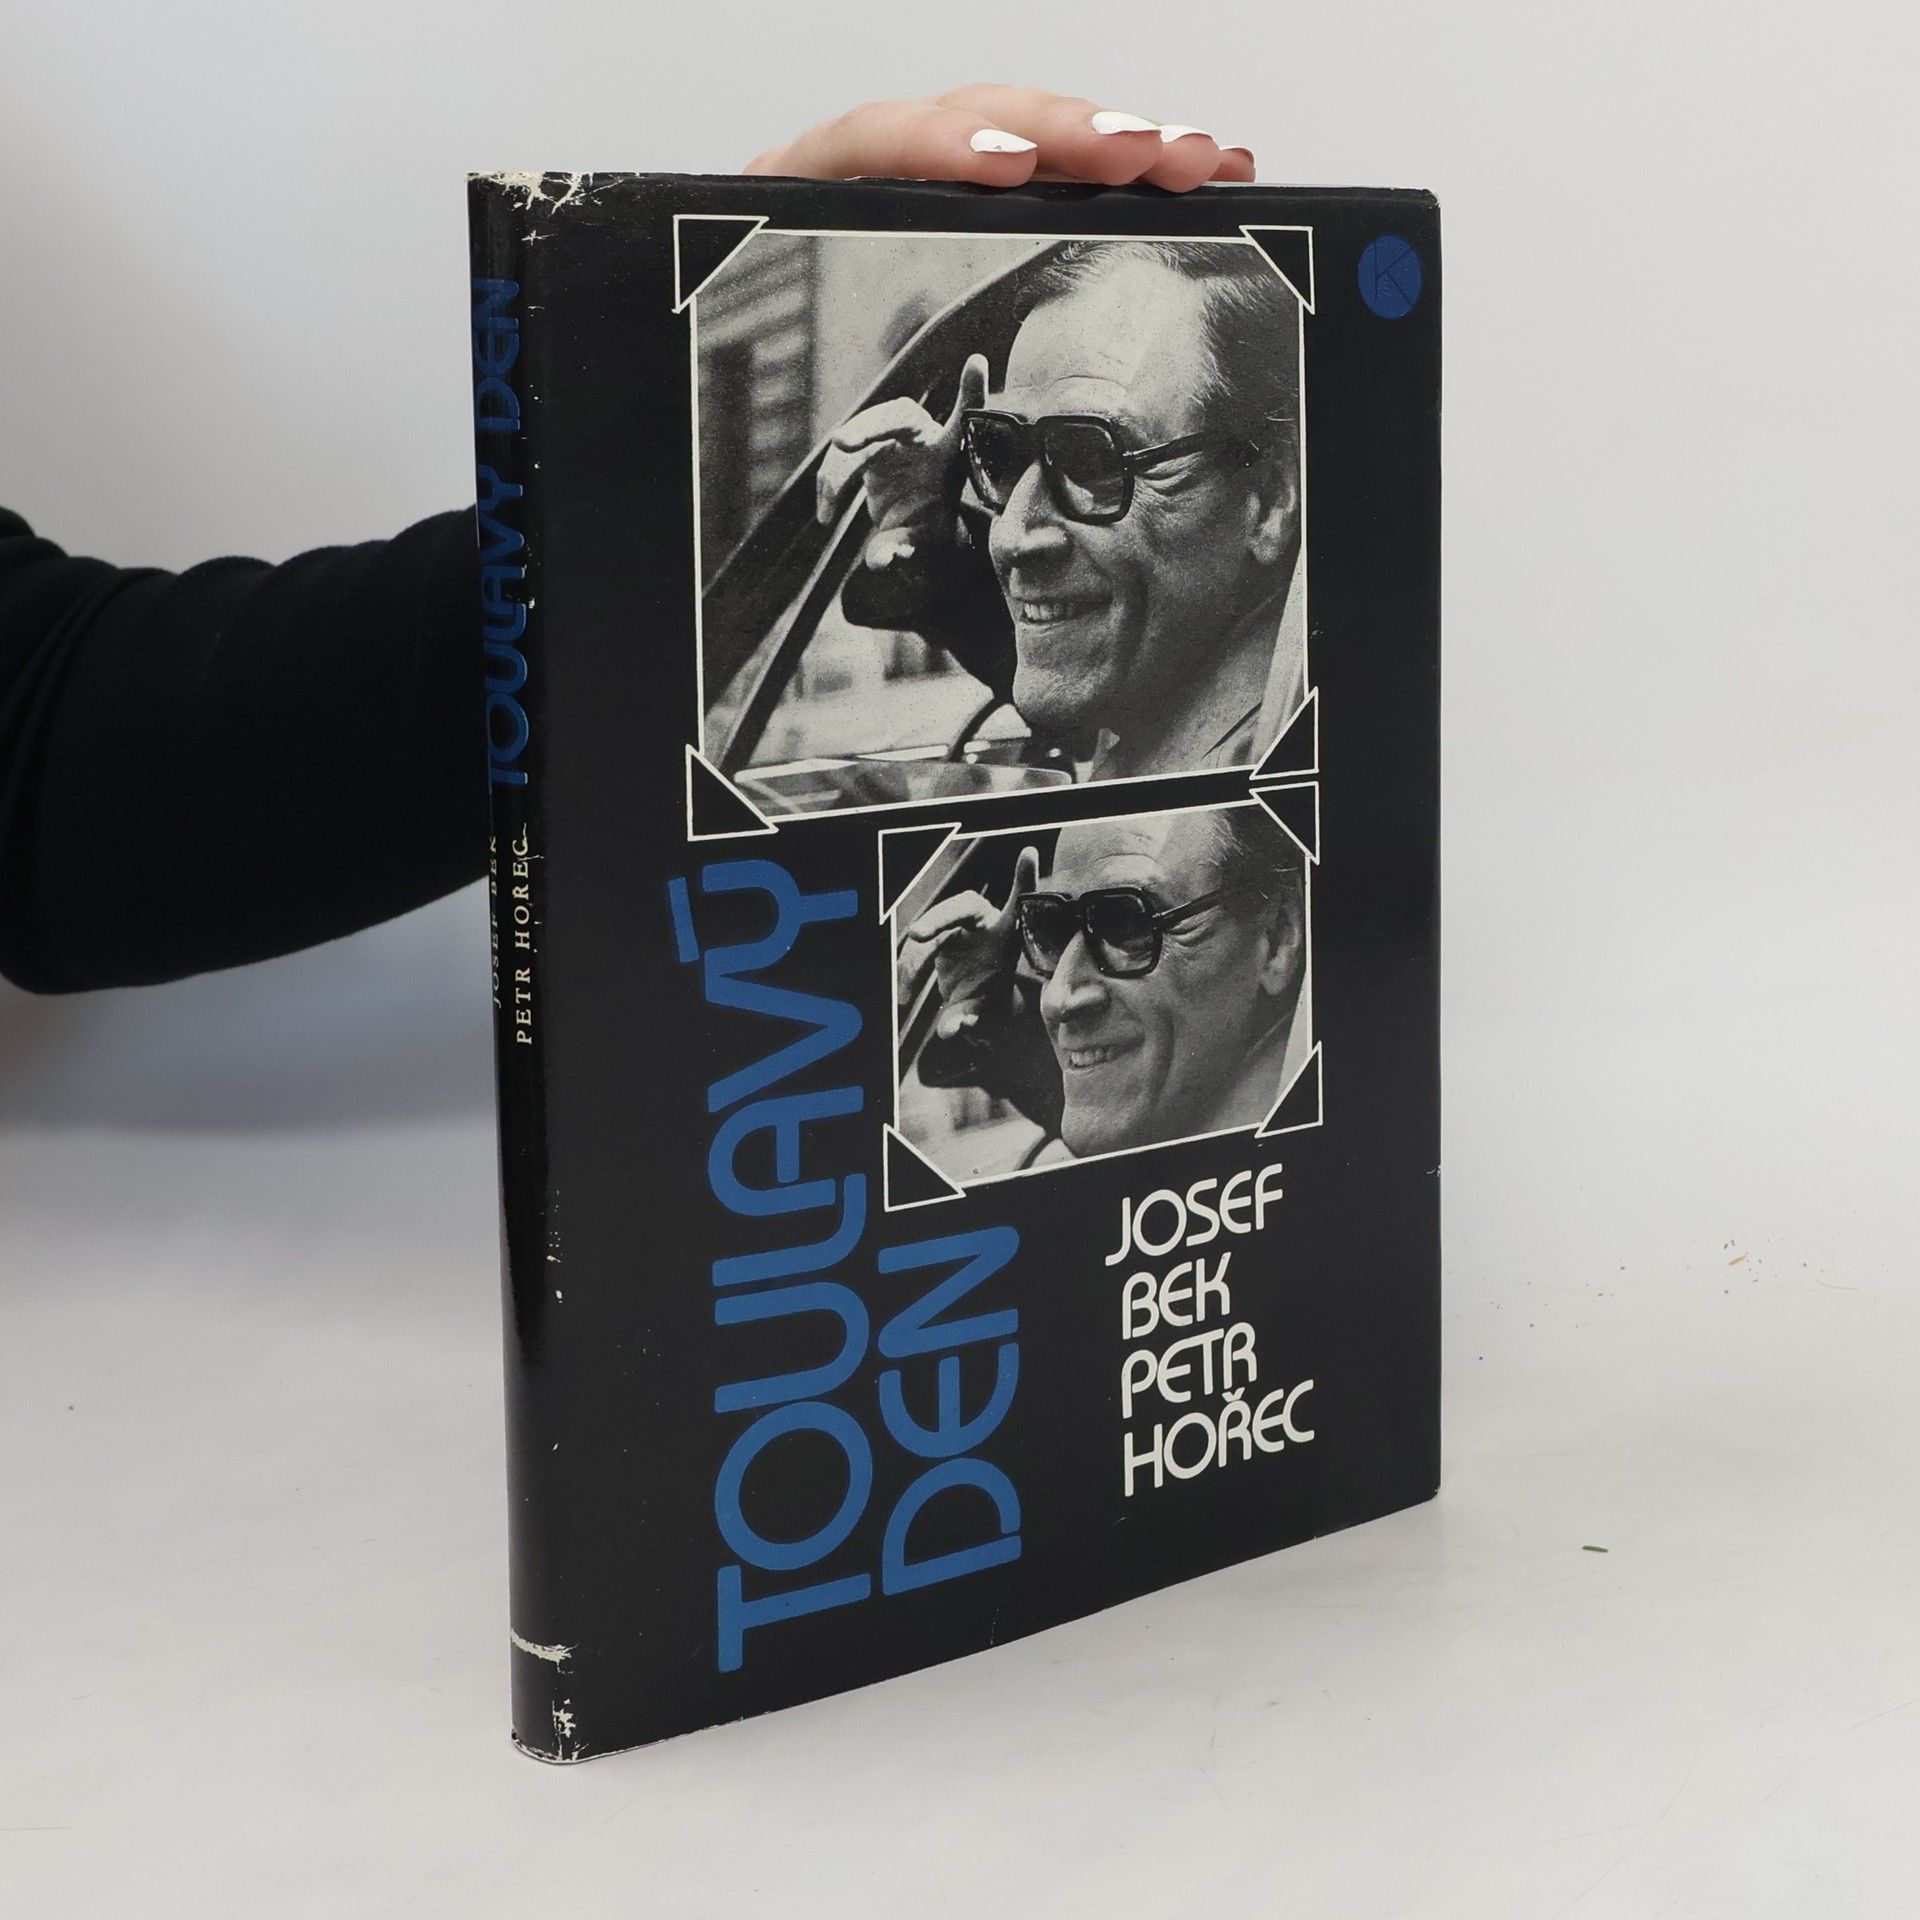 JOSEF BEK
PETR HOŘEC
TOULAVÝ DEN
TOULAVÝ
DEN
JOSEF
BEK
PETR
HOŘEC
K